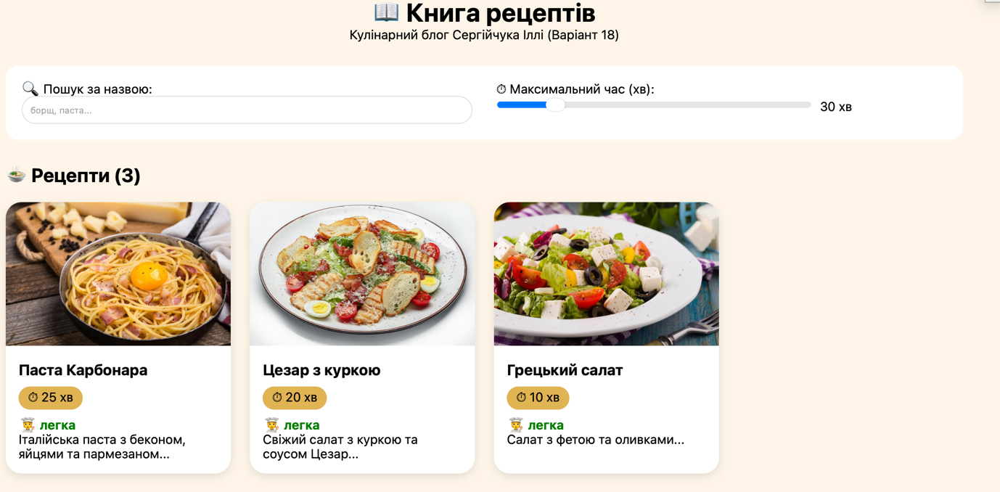 📖 Книга рецептів
Кулінарний блог Сергійчука Іллі (Варіант 18)
🔍 Пошук за назвою:
борщ, паста...
⏱ Максимальний час (хв):
30 хв
🍲 Рецепти (3)
Паста Карбонара
⏱ 25 хв
👨‍🍳 легка
Італійська паста з беконом,
яйцями та пармезаном...
Цезар з куркою
⏱ 20 хв
👨‍🍳 легка
Свіжий салат з куркою та
соусом Цезар...
Грецький салат
⏱ 10 хв
👨‍🍳 легка
Салат з фетою та оливками...